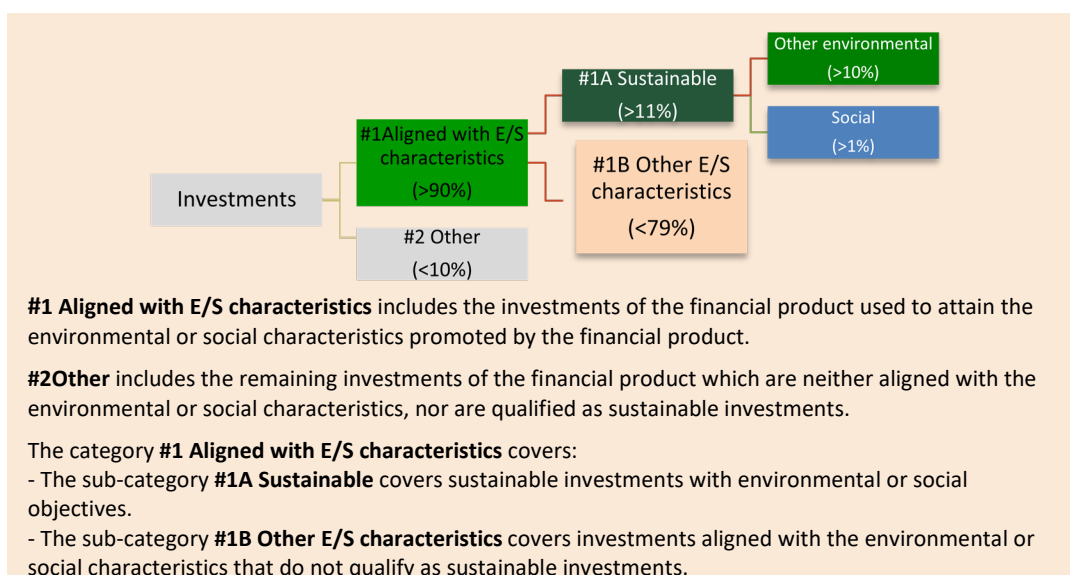 Other environmental
(>10%)
#1A Sustainable
(>11%)
Social
(>1%)
#1Aligned with E/S
characteristics
(>90%)
#1B Other E/S
characteristics
(<79%)
Investments
#2 Other
(<10%)
#1 Aligned with E/S characteristics includes the investments of the financial product used to attain the
environmental or social characteristics promoted by the financial product.
#2Other includes the remaining investments of the financial product which are neither aligned with the
environmental or social characteristics, nor are qualified as sustainable investments.
The category #1 Aligned with E/S characteristics covers:
- The sub-category #1A Sustainable covers sustainable investments with environmental or social
objectives.
- The sub-category #1B Other E/S characteristics covers investments aligned with the environmental or
social characteristics that do not qualify as sustainable investments.